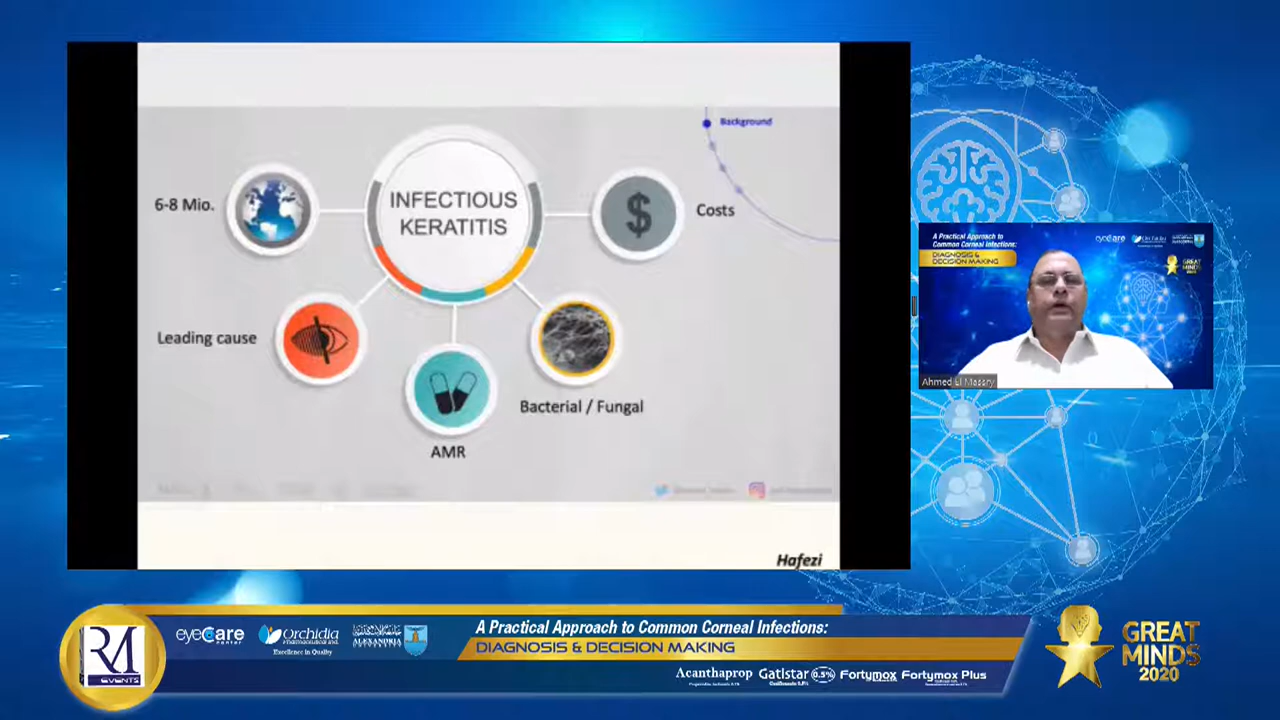 Background
6-8 Mio.
INFECTIOUS
KERATITIS
Costs
Leading cause
Bacterial / Fungal
AMR
Hafezi
A Practical Approach to
Common Corneal Infections:
DIAGNOSIS &
DECISION MAKING
eyecare
GREAT
MINDS
Ahmed El Massry
RM
EVENTS
eyecare
center
Orchidia
Excellence in Quality
ALEXANDRIA
A Practical Approach to Common Corneal Infections:
DIAGNOSIS & DECISION MAKING
Acanthaprop Gatistar 0.5% Fortymox Fortymox Plus
GREAT
MINDS
2020